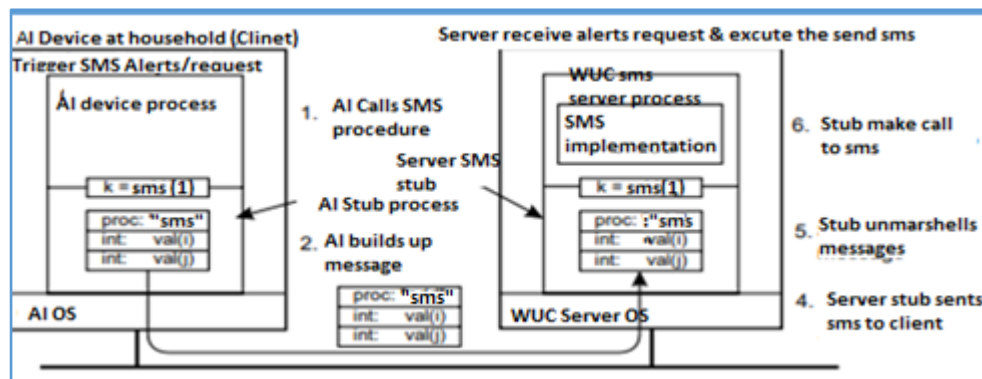 AI Device at household (Clinet)
Trigger SMS Alerts/request
AI device process
1. AI Calls SMS
procedure
Server SMS
stub
k = sms (1)
AI Stub process
proc: "sms"
int: val(i)
int: val(j)
2. AI builds up
message
proc: "sms"
int: val(i)
int: val(j)
AI OS
Server receive alerts request & excute the send sms
WUC sms
server process
SMS
implementation
k = sms(1)
proc: :"sms
int: val(i)
int: val(j)
WUC Server OS
6. Stub make call
to sms
5. Stub unmarshells
messages
4. Server stub sents
sms to client